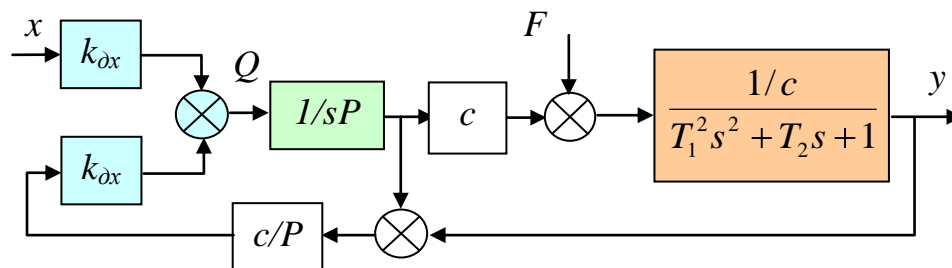 x
k∂x
Q
1/sP
c
F
1/c
T₁²s² + T₂s + 1
y
k∂x
c/P